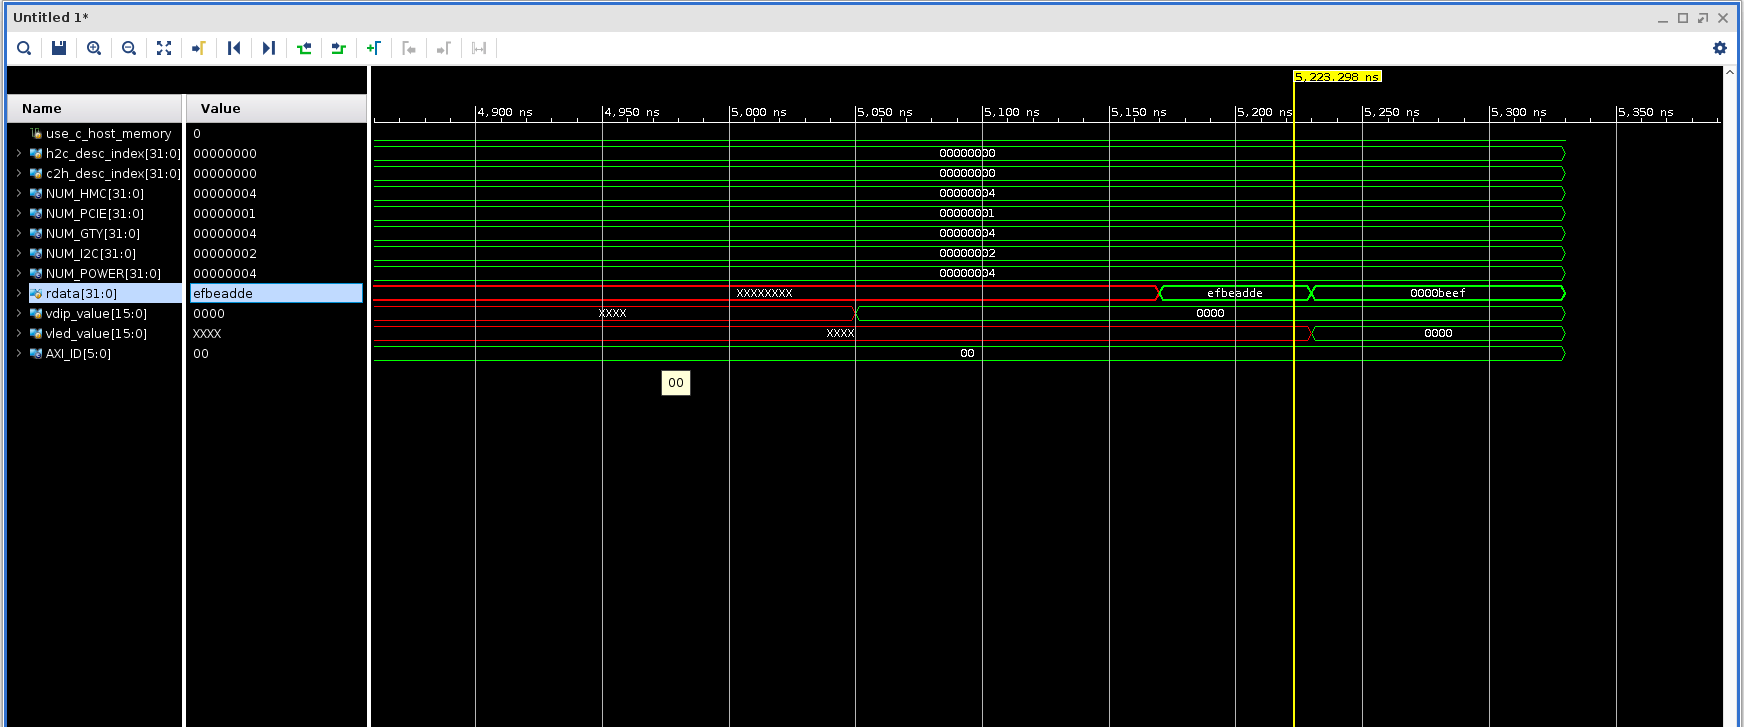 Untitled 1*
5,223.298 ns
Name Value
4,900 ns 4,950 ns 5,000 ns 5,050 ns 5,100 ns 5,150 ns 5,200 ns 5,250 ns 5,300 ns 5,350 ns
use_c_host_memory 0
h2c_desc_index[31:0] 00000000 00000000
c2h_desc_index[31:0] 00000000 00000000
NUM_HMC[31:0] 00000004 00000004
NUM_PCIE[31:0] 00000001 00000001
NUM_GTY[31:0] 00000004 00000004
NUM_I2C[31:0] 00000002 00000002
NUM_POWER[31:0] 00000004 00000004
rdata[31:0] efbeadde XXXXXXXX efbeadde 0000beef
vdip_value[15:0] 0000 XXXX 0000
vled_value[15:0] XXXX XXXX 0000
AXI_ID[5:0] 00 00
00